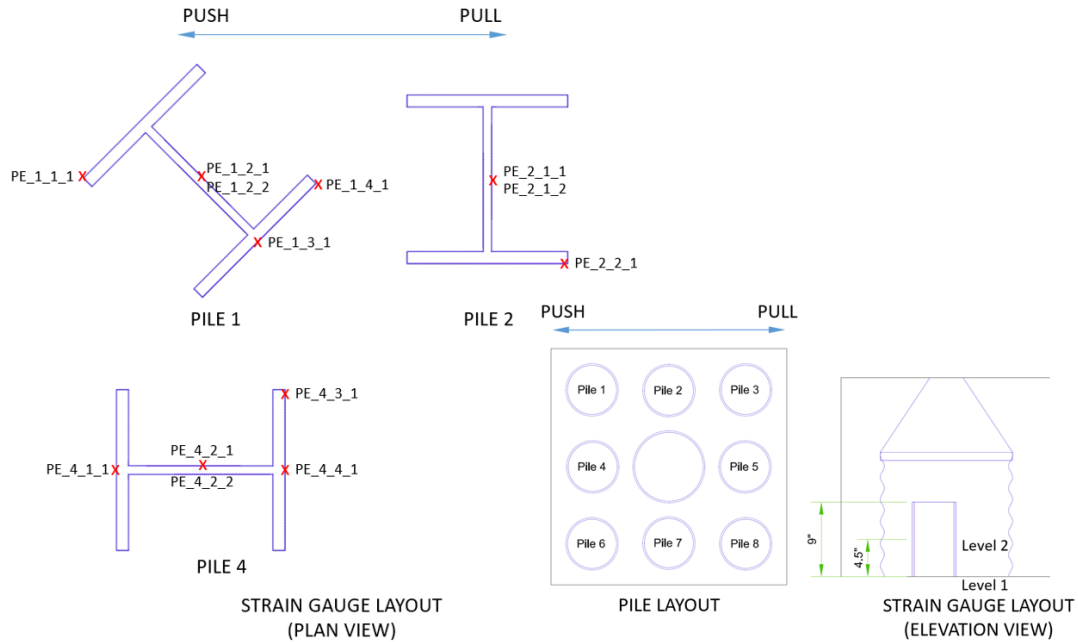 PUSH
PULL
PE_1_1_1
PE_1_2_1
PE_1_2_2
PE_1_4_1
PE_1_3_1
PILE 1
PE_2_1_1
PE_2_1_2
PE_2_2_1
PILE 2
PE_4_3_1
PE_4_2_1
PE_4_1_1
PE_4_2_2
PE_4_4_1
PILE 4
STRAIN GAUGE LAYOUT
(PLAN VIEW)
PUSH
PULL
Pile 1
Pile 2
Pile 3
Pile 4
Pile 5
Pile 6
Pile 7
Pile 8
PILE LAYOUT
9"
4.5"
Level 2
Level 1
STRAIN GAUGE LAYOUT
(ELEVATION VIEW)